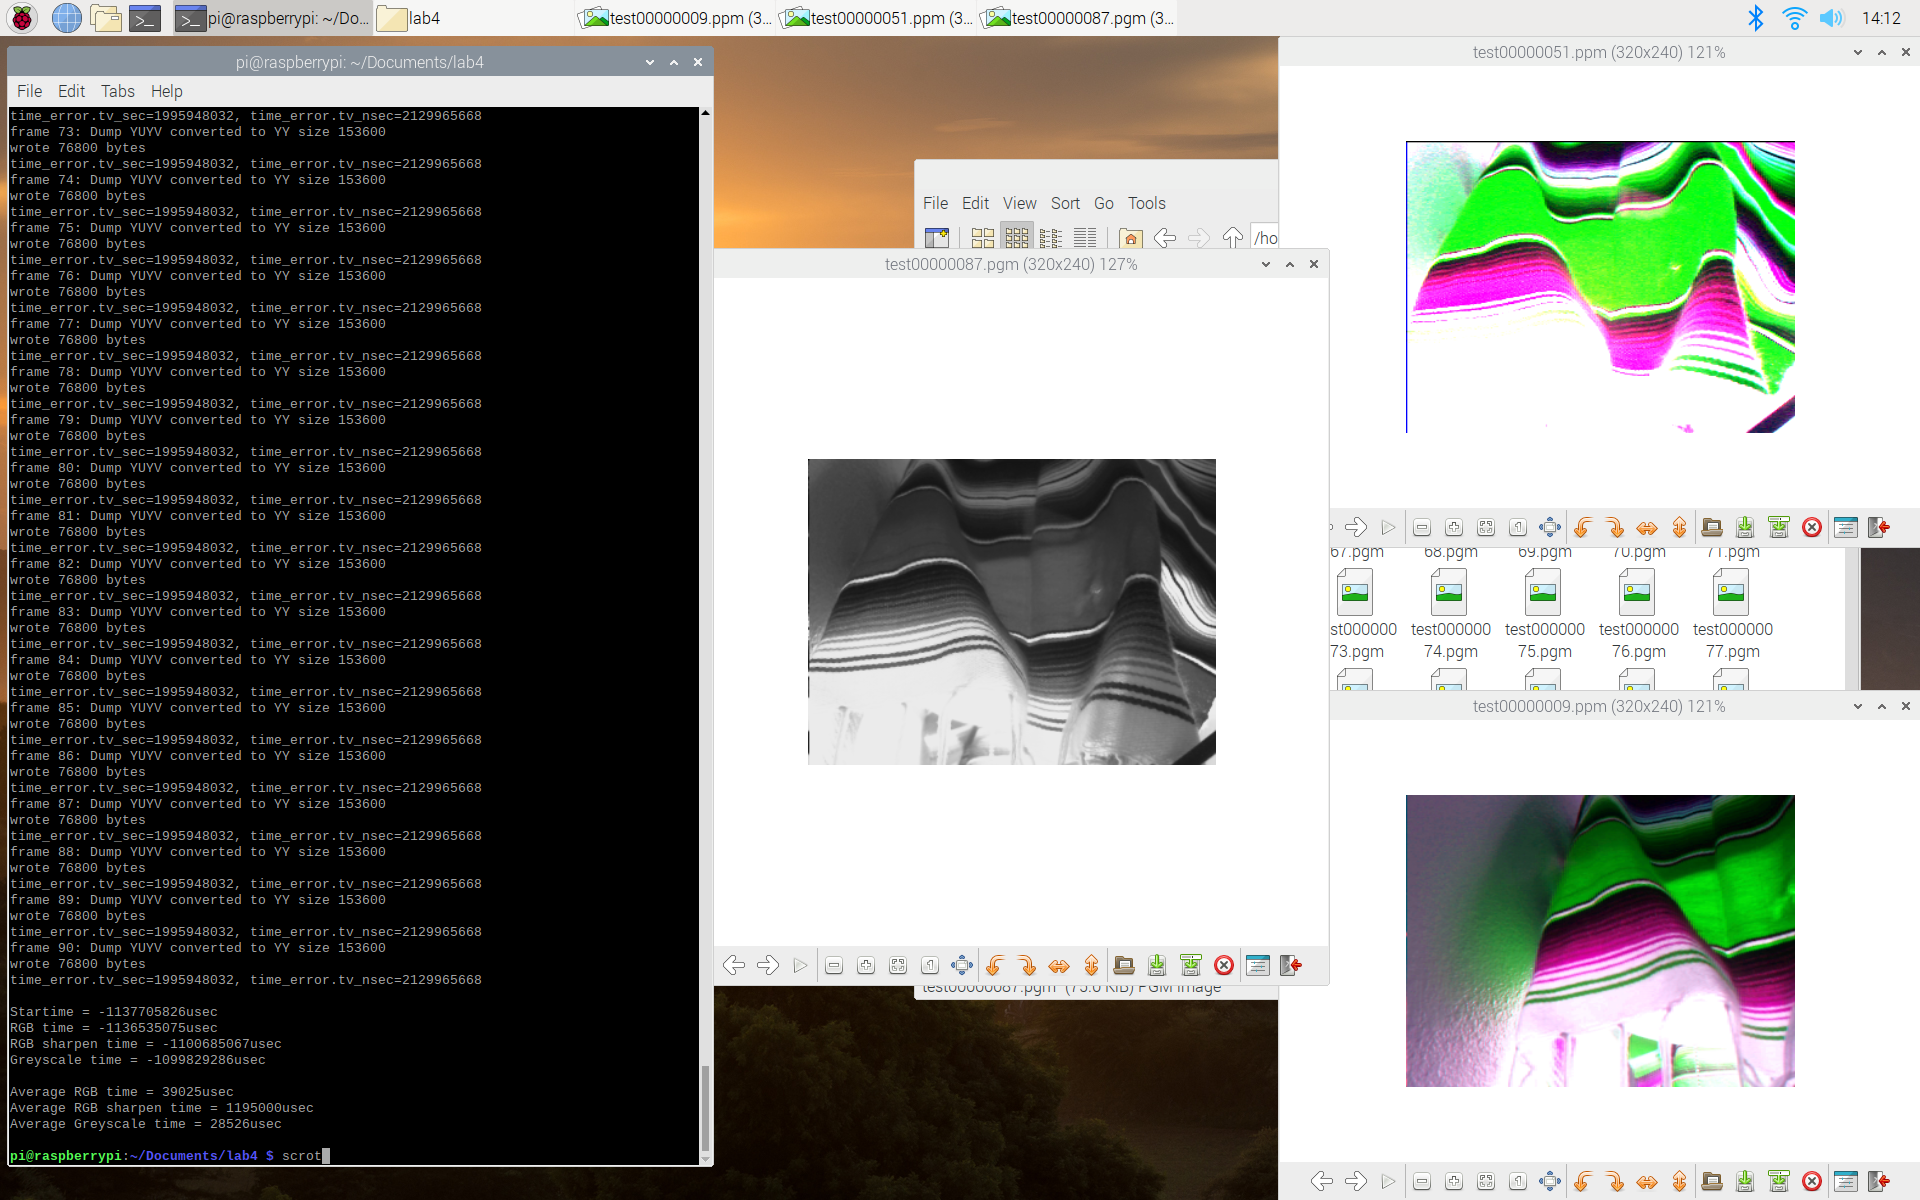 pi@raspberrypi: ~/Do...
lab4
test00000009.ppm (3...
test00000051.ppm (3...
test00000087.pgm (3...
14:12
pi@raspberrypi: ~/Documents/lab4
File Edit Tabs Help
time_error.tv_sec=1995948032, time_error.tv_nsec=2129965668
frame 73: Dump YUYV converted to YY size 153600
wrote 76800 bytes
time_error.tv_sec=1995948032, time_error.tv_nsec=2129965668
frame 74: Dump YUYV converted to YY size 153600
wrote 76800 bytes
time_error.tv_sec=1995948032, time_error.tv_nsec=2129965668
frame 75: Dump YUYV converted to YY size 153600
wrote 76800 bytes
time_error.tv_sec=1995948032, time_error.tv_nsec=2129965668
frame 76: Dump YUYV converted to YY size 153600
wrote 76800 bytes
time_error.tv_sec=1995948032, time_error.tv_nsec=2129965668
frame 77: Dump YUYV converted to YY size 153600
wrote 76800 bytes
time_error.tv_sec=1995948032, time_error.tv_nsec=2129965668
frame 78: Dump YUYV converted to YY size 153600
wrote 76800 bytes
time_error.tv_sec=1995948032, time_error.tv_nsec=2129965668
frame 79: Dump YUYV converted to YY size 153600
wrote 76800 bytes
time_error.tv_sec=1995948032, time_error.tv_nsec=2129965668
frame 80: Dump YUYV converted to YY size 153600
wrote 76800 bytes
time_error.tv_sec=1995948032, time_error.tv_nsec=2129965668
frame 81: Dump YUYV converted to YY size 153600
wrote 76800 bytes
time_error.tv_sec=1995948032, time_error.tv_nsec=2129965668
frame 82: Dump YUYV converted to YY size 153600
wrote 76800 bytes
time_error.tv_sec=1995948032, time_error.tv_nsec=2129965668
frame 83: Dump YUYV converted to YY size 153600
wrote 76800 bytes
time_error.tv_sec=1995948032, time_error.tv_nsec=2129965668
frame 84: Dump YUYV converted to YY size 153600
wrote 76800 bytes
time_error.tv_sec=1995948032, time_error.tv_nsec=2129965668
frame 85: Dump YUYV converted to YY size 153600
wrote 76800 bytes
time_error.tv_sec=1995948032, time_error.tv_nsec=2129965668
frame 86: Dump YUYV converted to YY size 153600
wrote 76800 bytes
time_error.tv_sec=1995948032, time_error.tv_nsec=2129965668
frame 87: Dump YUYV converted to YY size 153600
wrote 76800 bytes
time_error.tv_sec=1995948032, time_error.tv_nsec=2129965668
frame 88: Dump YUYV converted to YY size 153600
wrote 76800 bytes
time_error.tv_sec=1995948032, time_error.tv_nsec=2129965668
frame 89: Dump YUYV converted to YY size 153600
wrote 76800 bytes
time_error.tv_sec=1995948032, time_error.tv_nsec=2129965668
frame 90: Dump YUYV converted to YY size 153600
wrote 76800 bytes
time_error.tv_sec=1995948032, time_error.tv_nsec=2129965668
Startime = -1137705826usec
RGB time = -1136535075usec
RGB sharpen time = -1100685067usec
Greyscale time = -1099829286usec
Average RGB time = 39025usec
Average RGB sharpen time = 1195000usec
Average Greyscale time = 28526usec
pi@raspberrypi:~/Documents/lab4 $ scrot
File Edit View Sort Go Tools
/ho
test00000087.pgm (320x240) 127%
test00000087.pgm (75.0 KiB) PGM image
test00000051.ppm (320x240) 121%
67.pgm 68.pgm 69.pgm 70.pgm 71.pgm
st000000 test000000 test000000 test000000 test000000
73.pgm 74.pgm 75.pgm 76.pgm 77.pgm
test00000009.ppm (320x240) 121%